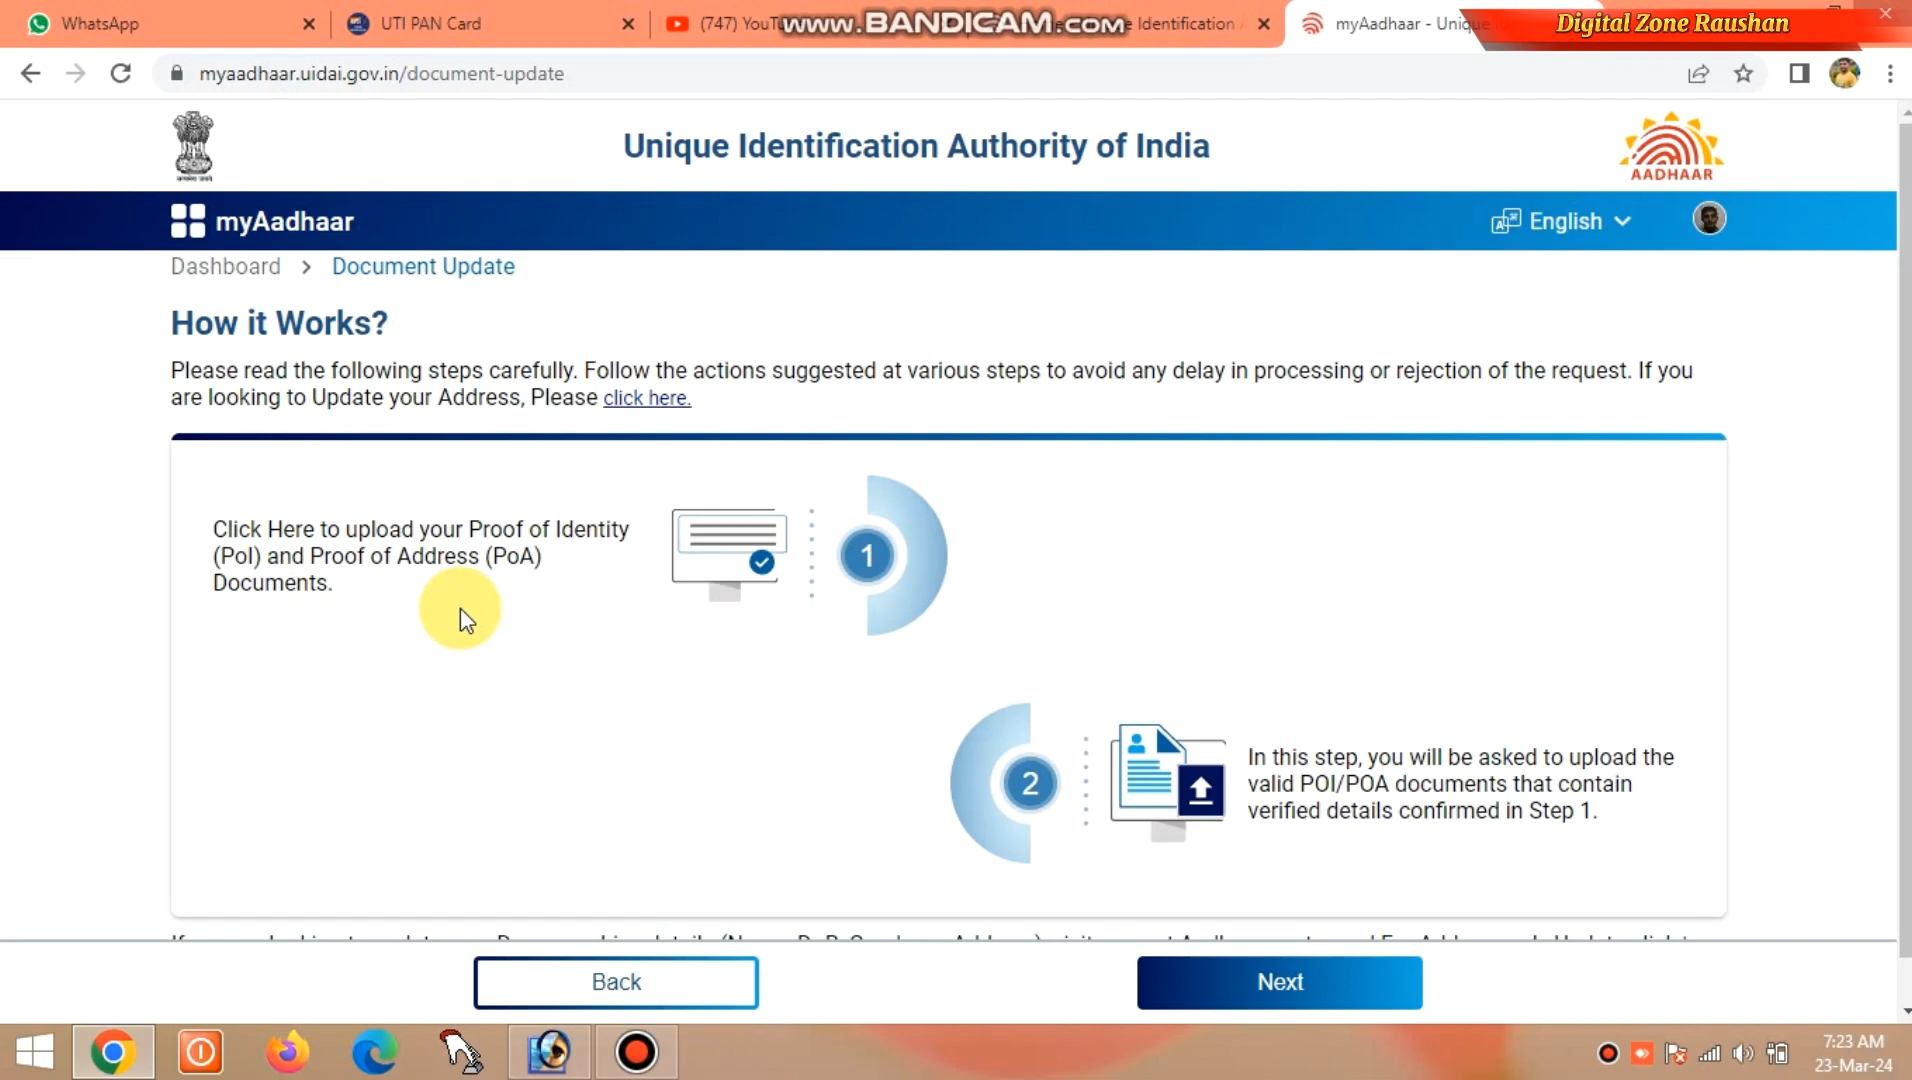 WhatsApp
UTI PAN Card
(747) YouTu
www.BANDICAM.com
Identification
myAadhaar - Unique
Digital Zone Raushan
myaadhaar.uidai.gov.in/document-update
Unique Identification Authority of India
AADHAAR
myAadhaar
English
Dashboard > Document Update
How it Works?
Please read the following steps carefully. Follow the actions suggested at various steps to avoid any delay in processing or rejection of the request. If you
are looking to Update your Address, Please click here.
Click Here to upload your Proof of Identity
(PoI) and Proof of Address (PoA)
Documents.
1
2
In this step, you will be asked to upload the
valid POI/POA documents that contain
verified details confirmed in Step 1.
Back
Next
7:23 AM
23-Mar-24